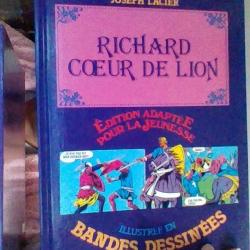 JOSEPH LACIER
RICHARD
CŒUR DE LION
ÉDITION ADAPTÉE
POUR LA JEUNESSE
ILLUSTRÉE EN
BANDES DESSINÉES